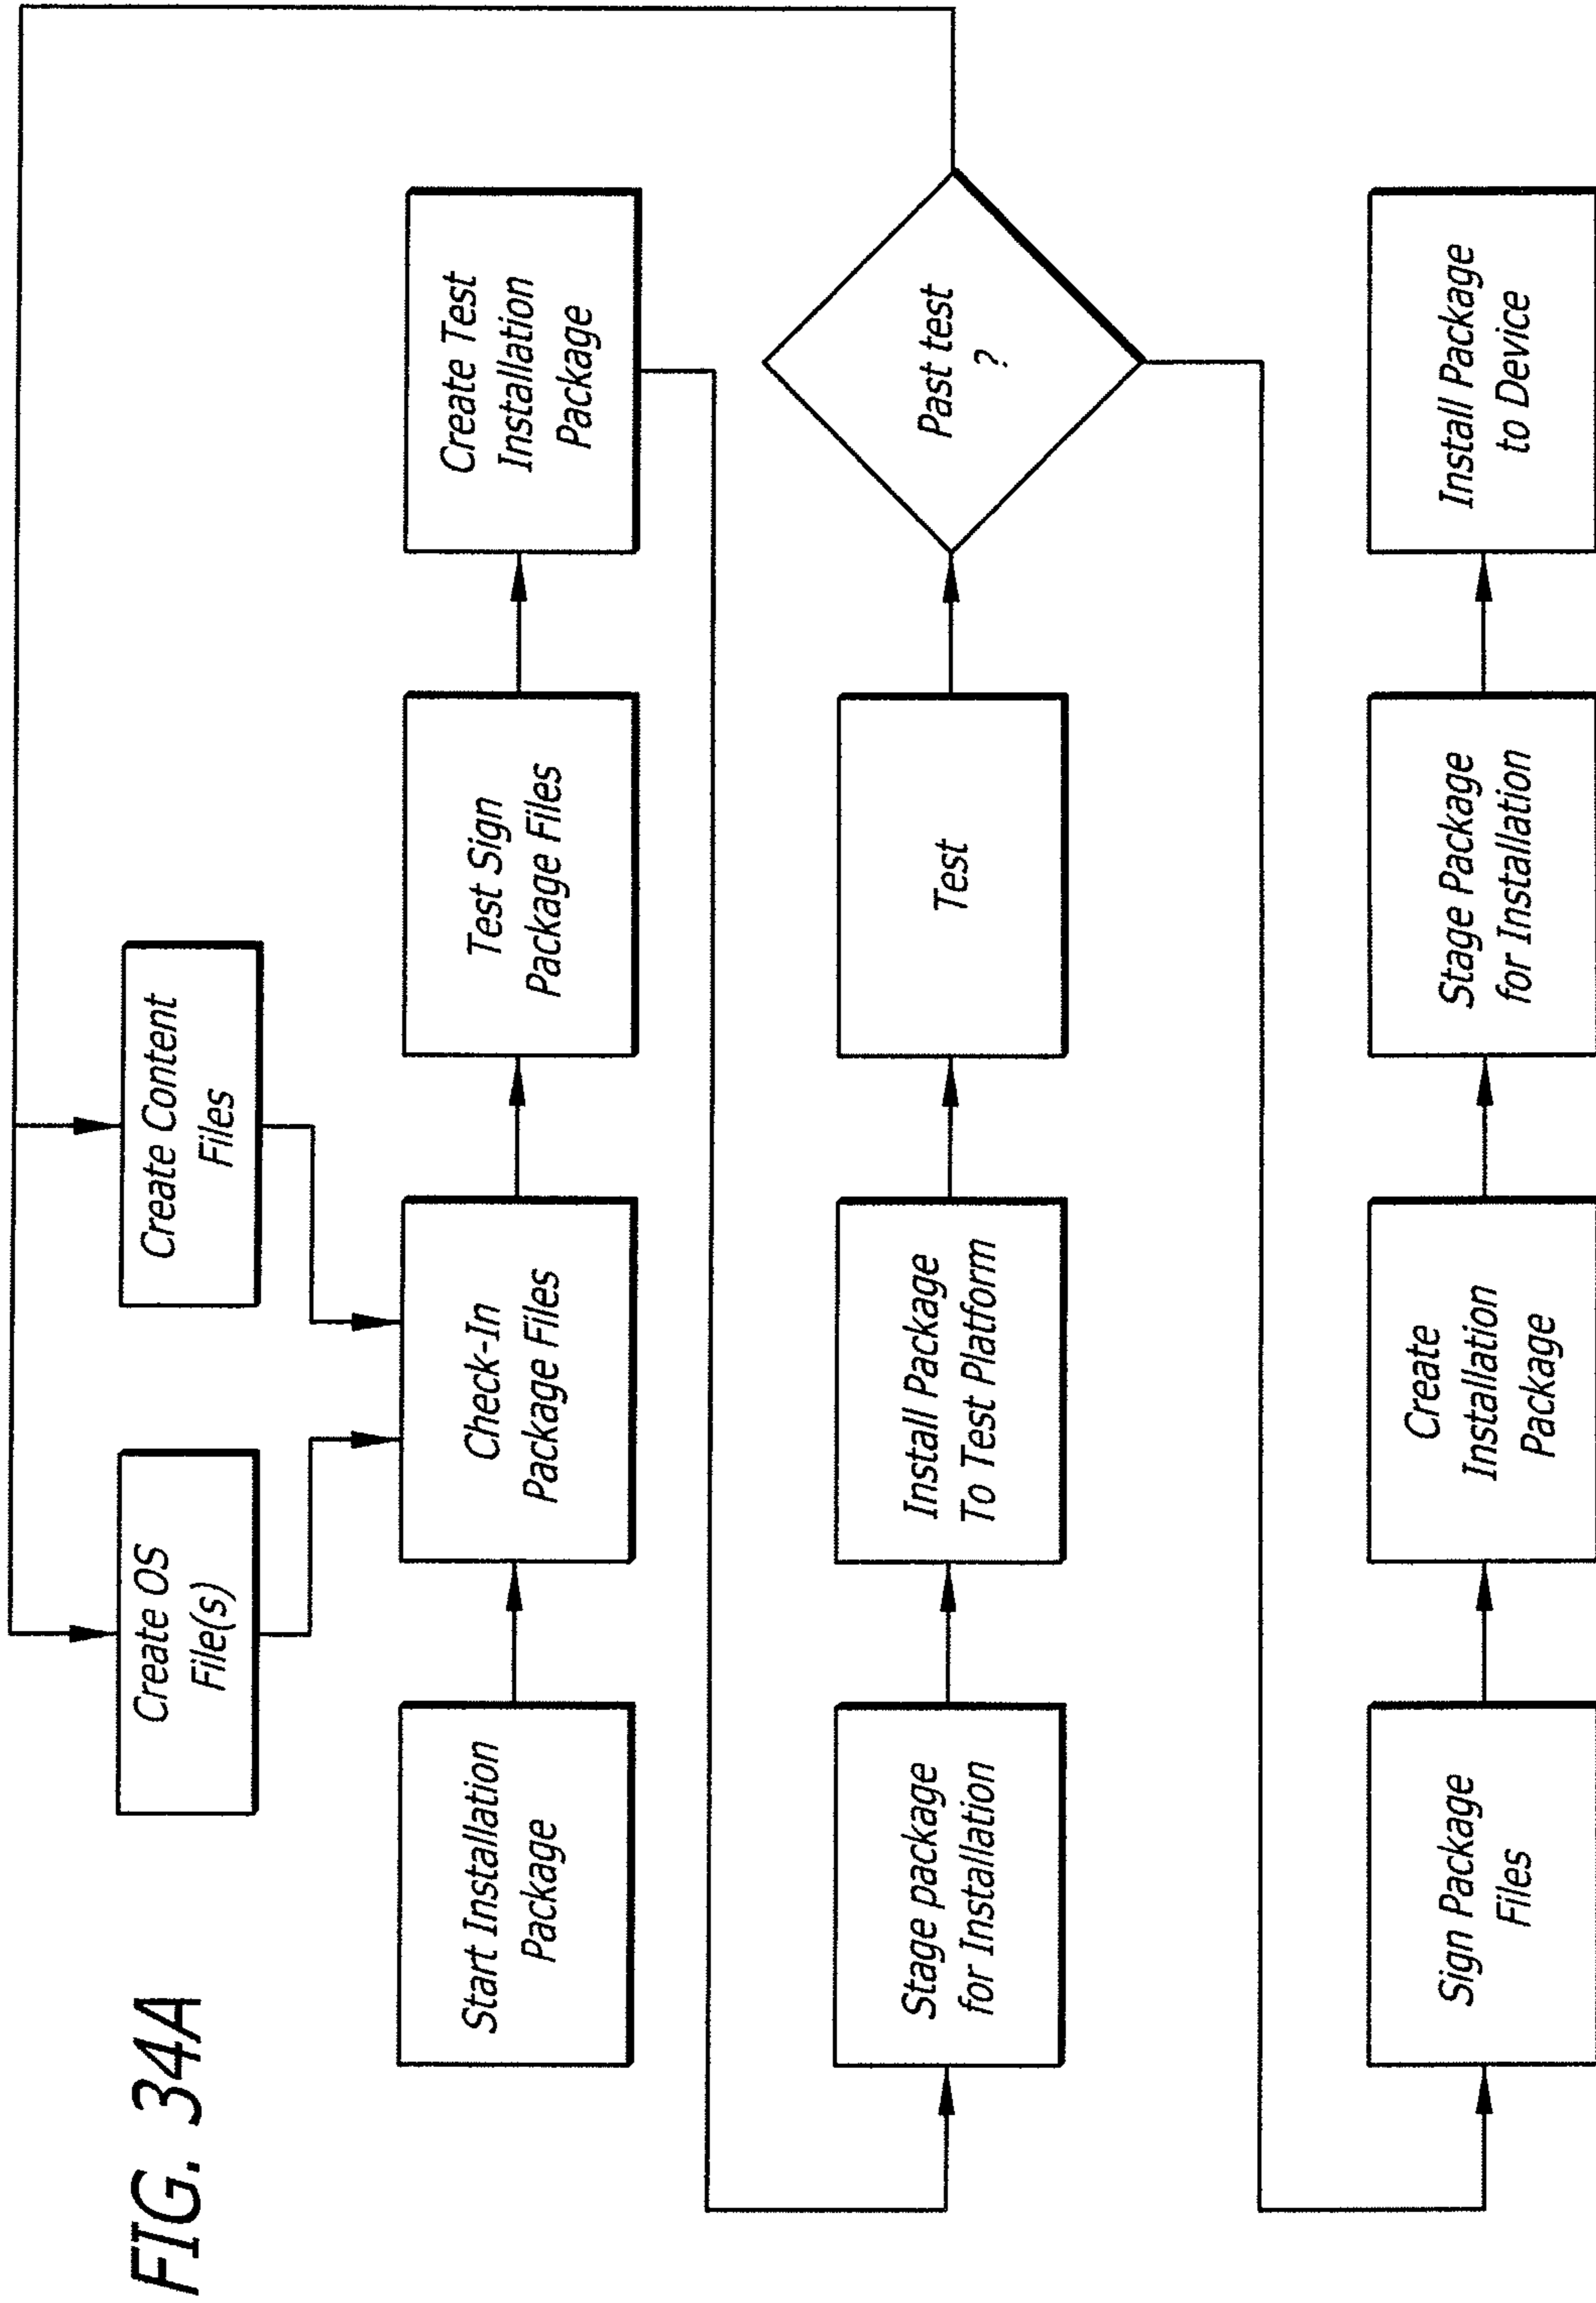 FIG. 34A
Create OS
File(s)
Create Content
Files
Start Installation
Package
Check-In
Package Files
Test Sign
Package Files
Create Test
Installation
Package
Stage package
for Installation
Install Package
To Test Platform
Test
Past test
?
Sign Package
Files
Create
Installation
Package
Stage Package
for Installation
Install Package
to Device